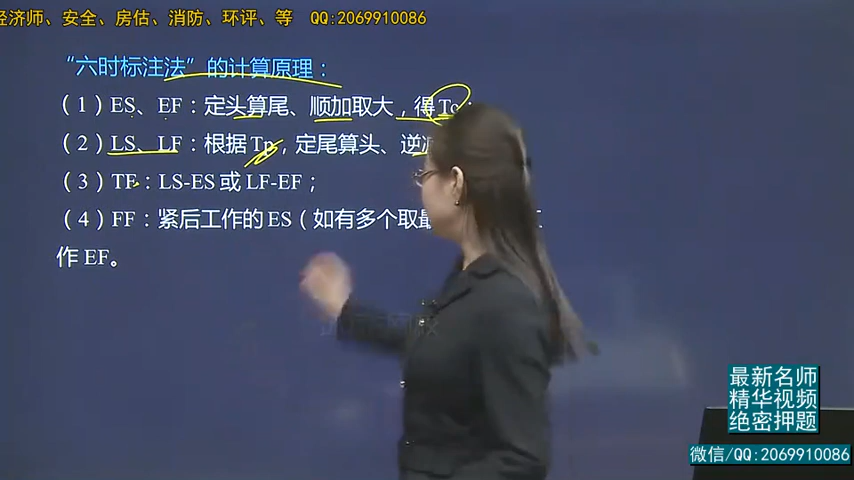 经济师、安全、房估、消防、环评、等 QQ:2069910086
“六时标注法”的计算原理：
（1）ES、EF：定头算尾、顺加取大，得Tc；
（2）LS、LF：根据Tp，定尾算头、逆减
（3）TF：LS-ES或LF-EF；
（4）FF：紧后工作的ES（如有多个取最
作EF。
最新名师
精华视频
绝密押题
微信/QQ:2069910086